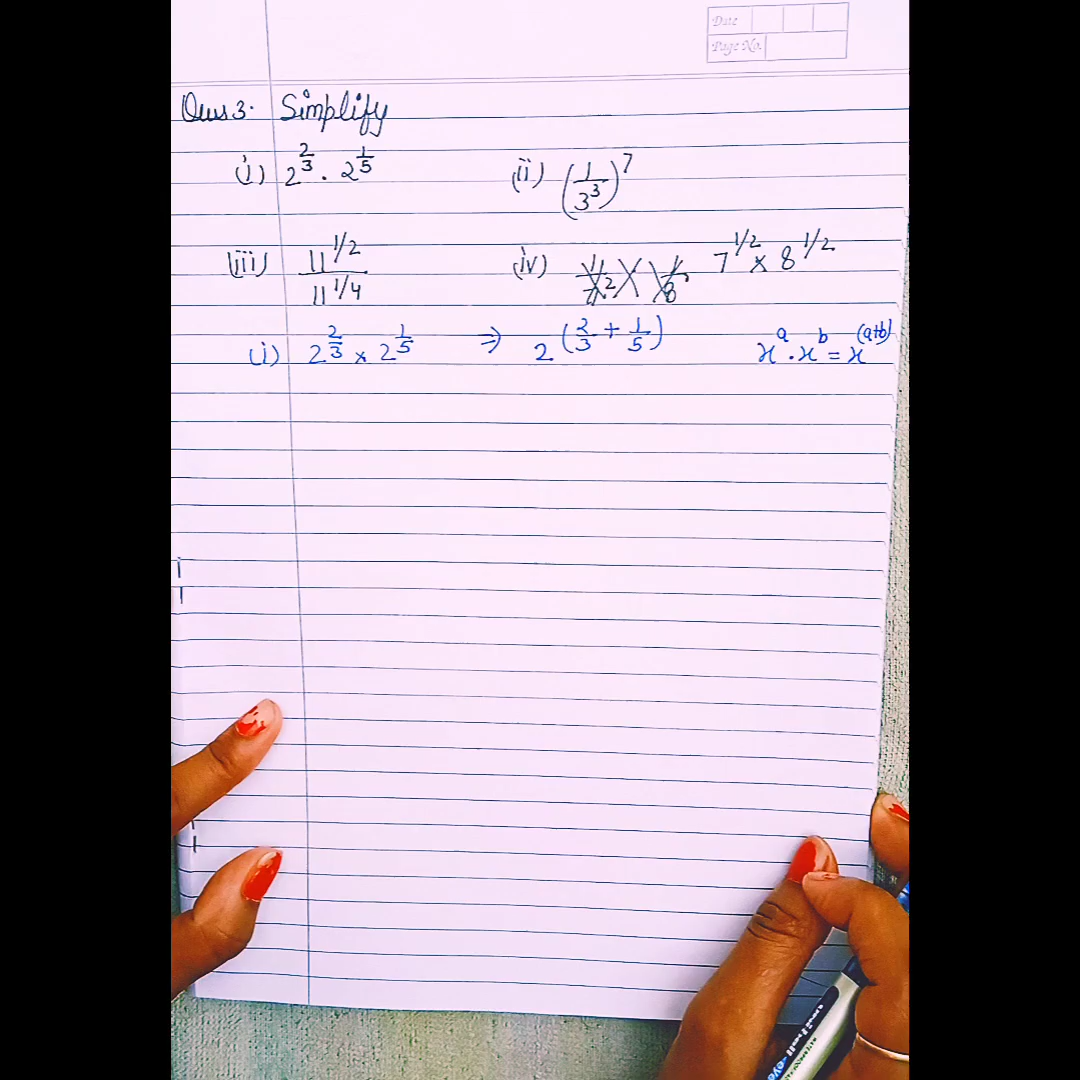 Date
Page No.
Ques 3. Simplify
(i) 2^(2/3) . 2^(1/5) (ii) (1/3^3)^7
(iii) 11^(1/2) / 11^(1/4) (iv) 7^(1/2) × 8^(1/2)
(i) 2^(2/3) × 2^(1/5) ⇒ 2^(2/3 + 1/5) x^a . x^b = x^(a+b)